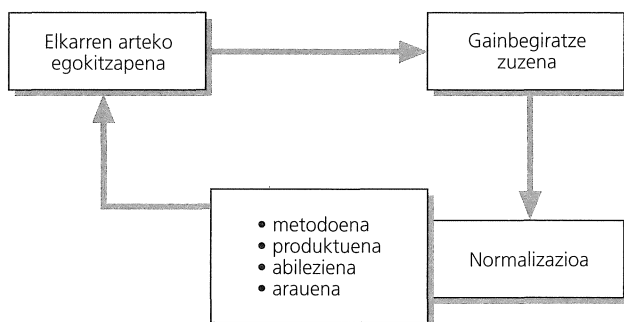 Elkarren arteko
egokitzapena
Gainbegiratze
zuzena
• metodoena
• produktuena
• abileziena
• arauena
Normalizazioa